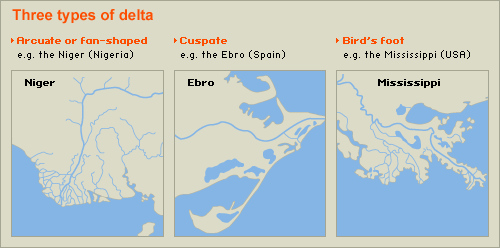 Three types of delta
Arcuate or fan-shaped
e.g. the Niger (Nigeria)
Cuspate
e.g. the Ebro (Spain)
Bird's foot
e.g. the Mississippi (USA)
Niger
Ebro
Mississippi